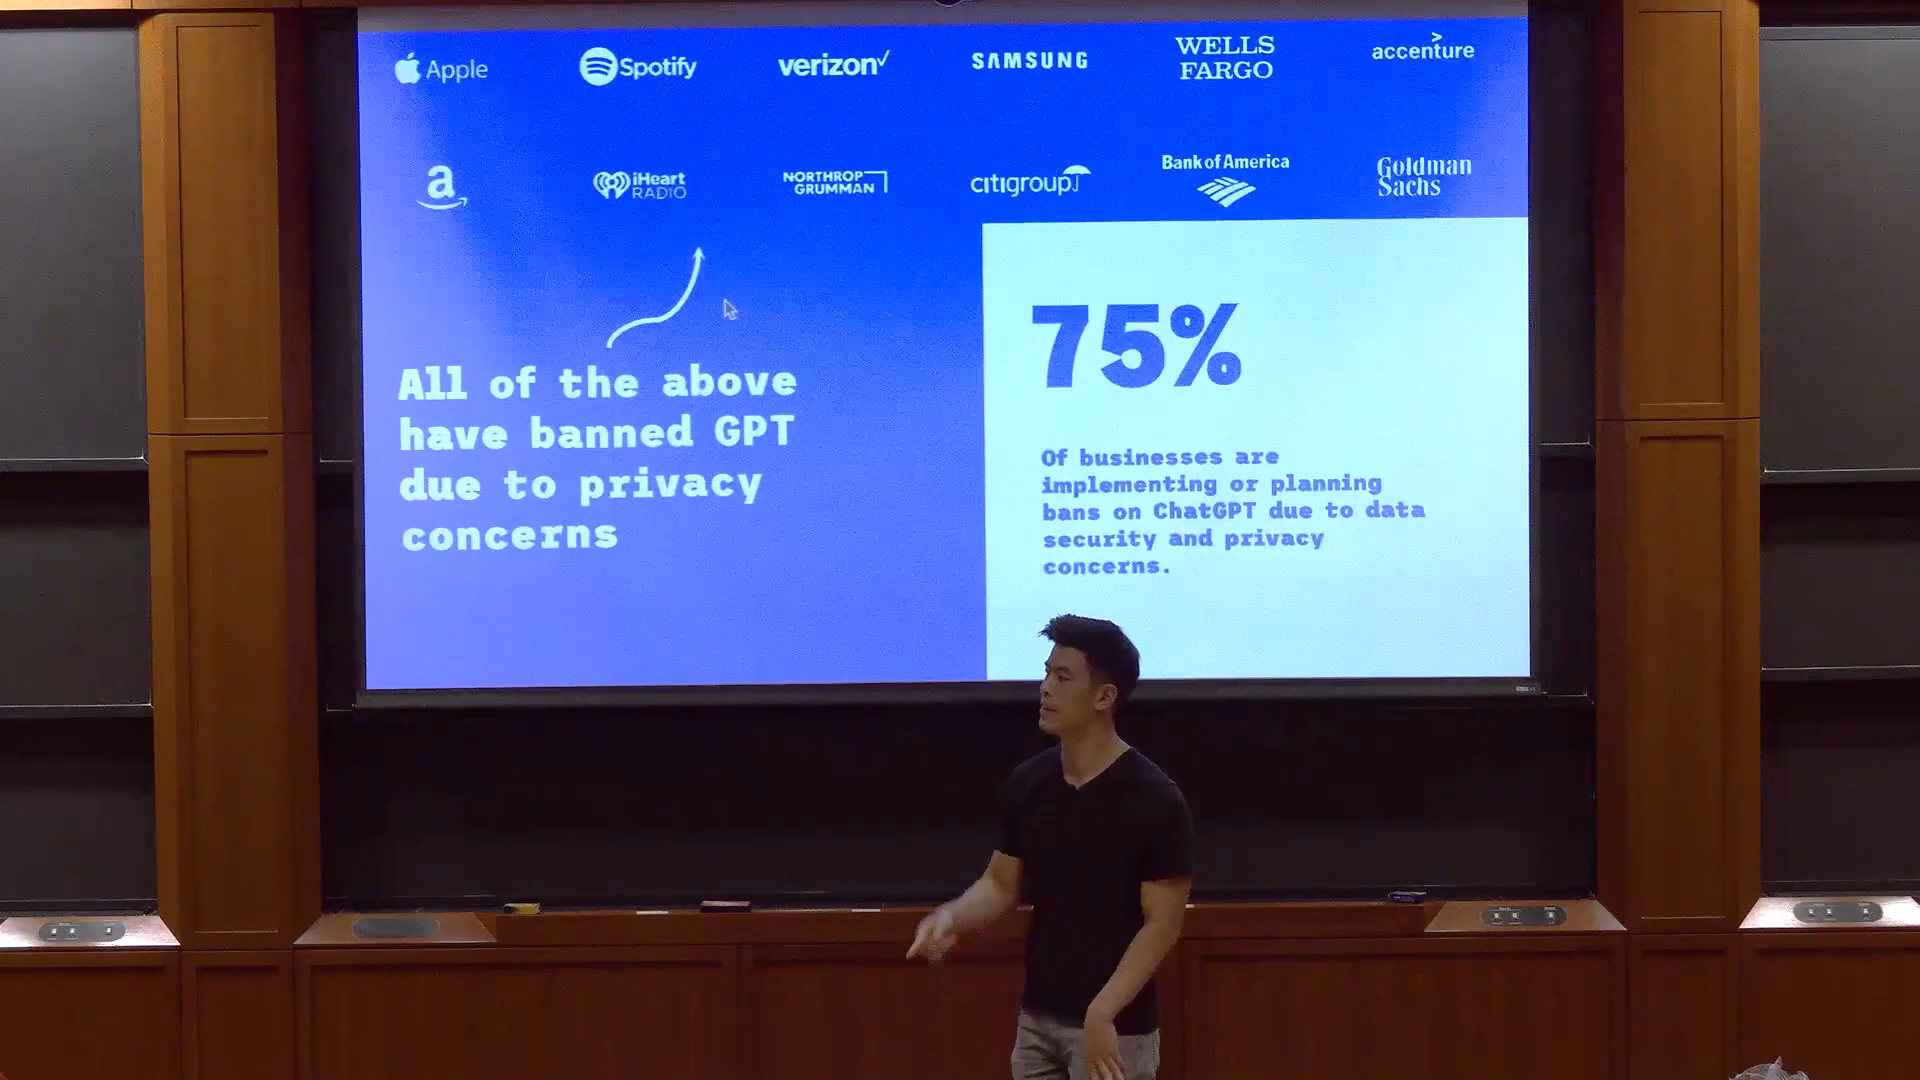 Apple
Spotify
verizon✓
SAMSUNG
WELLS
FARGO
accenture
a
iHeart
RADIO
NORTHROP
GRUMMAN
citigroup
Bank of America
Goldman
Sachs
All of the above
have banned GPT
due to privacy
concerns
75%
Of businesses are
implementing or planning
bans on ChatGPT due to data
security and privacy
concerns.